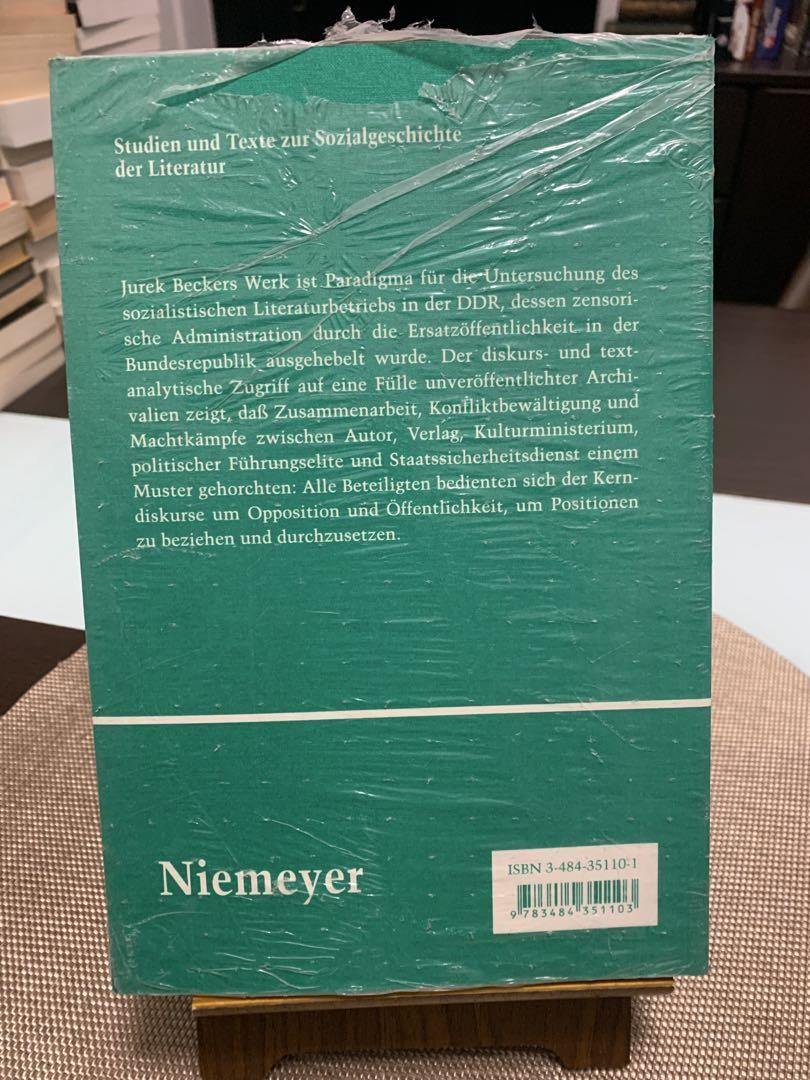 Studien und Texte zur Sozialgeschichte
der Literatur
Jurek Beckers Werk ist Paradigma für die Untersuchung des
sozialistischen Literaturbetriebs in der DDR, dessen zensori-
sche Administration durch die Ersatzöffentlichkeit in der
Bundesrepublik ausgehebelt wurde. Der diskurs- und text-
analytische Zugriff auf eine Fülle unveröffentlichter Archi-
valien zeigt, daß Zusammenarbeit, Konfliktbewältigung und
Machtkämpfe zwischen Autor, Verlag, Kulturministerium,
politischer Führungselite und Staatssicherheitsdienst einem
Muster gehorchten: Alle Beteiligten bedienten sich der Kern-
diskurse um Opposition und Öffentlichkeit, um Positionen
zu beziehen und durchzusetzen.
Niemeyer
ISBN 3-484-35110-1
9 783484 351103